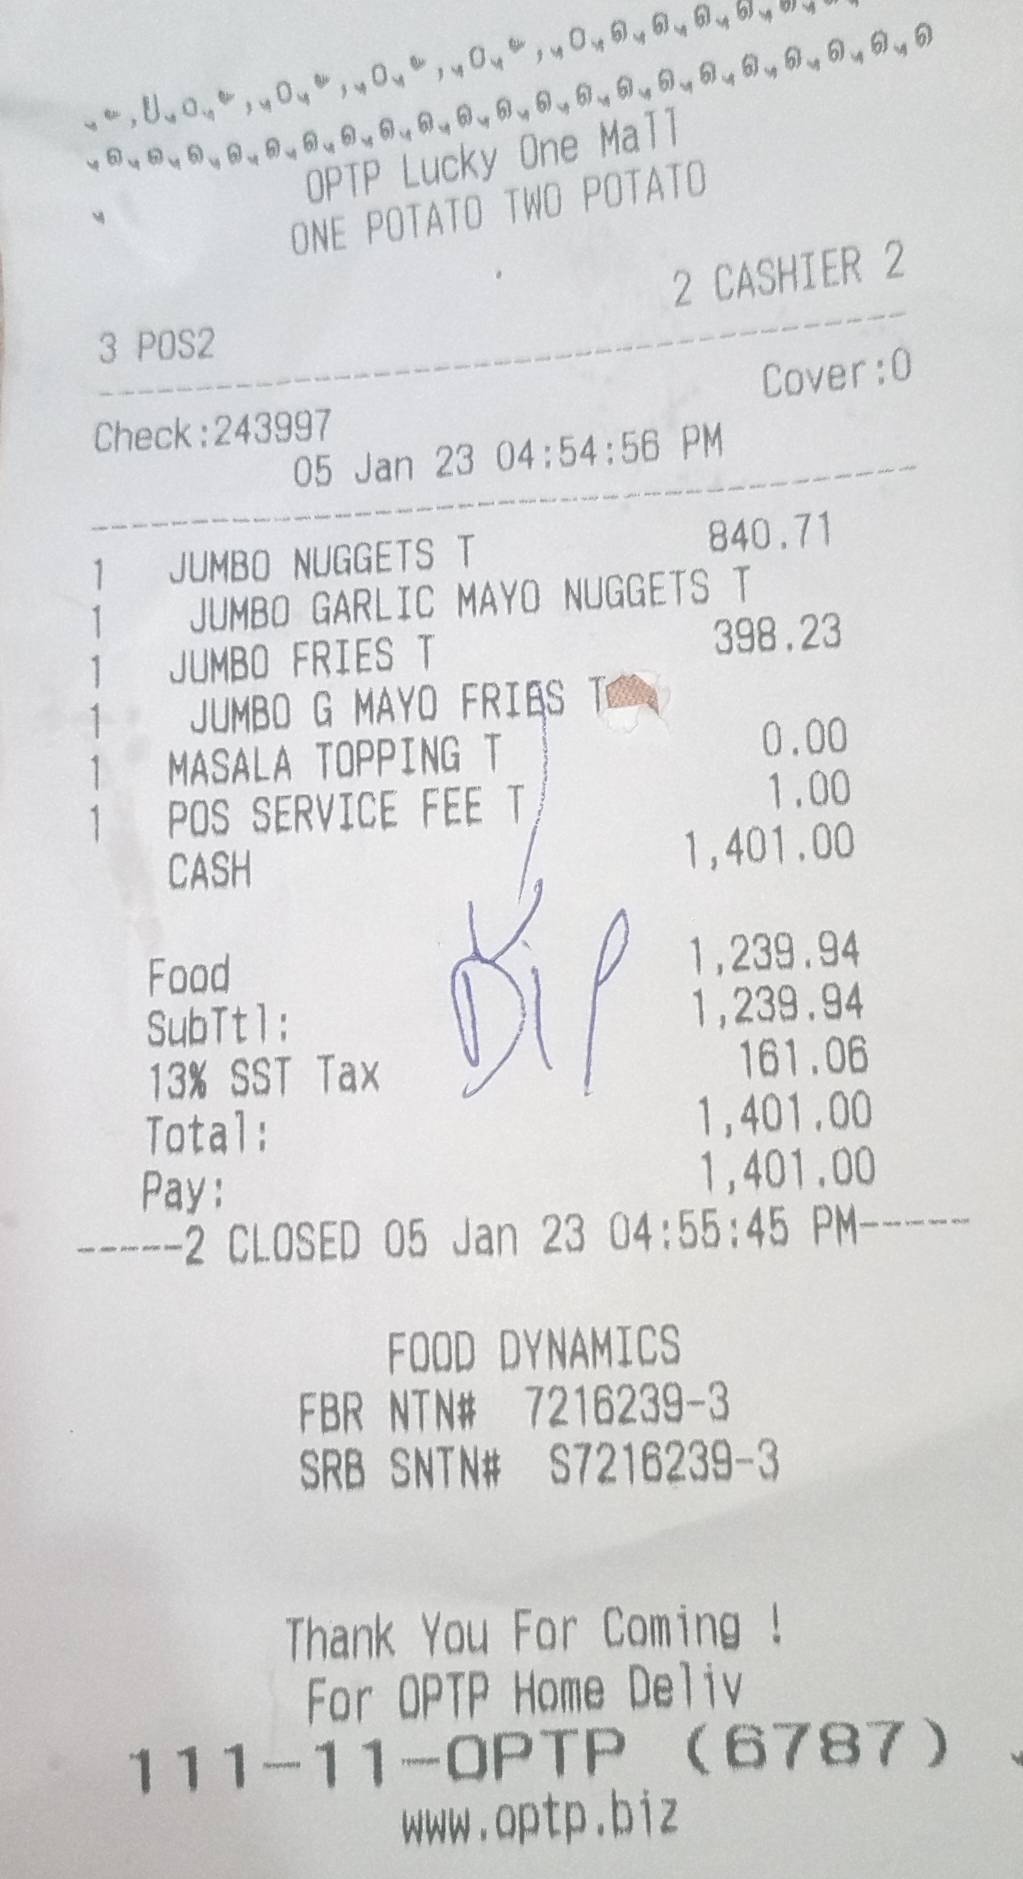 OPTP Lucky One Mall
ONE POTATO TWO POTATO
2 CASHIER 2
3 POS2
Cover:0
Check:243997
05 Jan 23 04:54:56 PM
1 JUMBO NUGGETS T 840.71
1 JUMBO GARLIC MAYO NUGGETS T
1 JUMBO FRIES T 398.23
1 JUMBO G MAYO FRIES T
1 MASALA TOPPING T 0.00
1 POS SERVICE FEE T 1.00
CASH 1,401.00
Dip
Food 1,239.94
SubTtl: 1,239.94
13% SST Tax 161.06
Total: 1,401.00
Pay: 1,401.00
-----2 CLOSED 05 Jan 23 04:55:45 PM-----
FOOD DYNAMICS
FBR NTN# 7216239-3
SRB SNTN# S7216239-3
Thank You For Coming !
For OPTP Home Deliv
111-11-OPTP (6787)
www.optp.biz